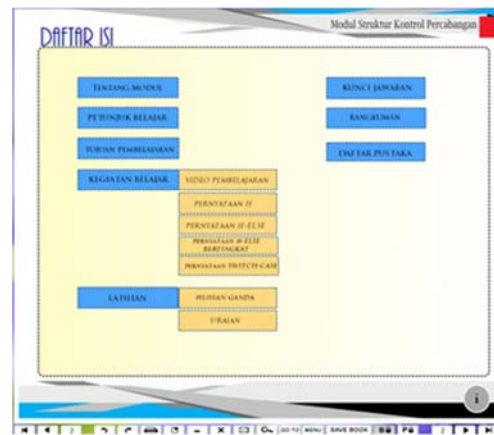 Modul Struktur Kontrol Percabangan
DAFTAR ISI
TENTANG MODUL
PETUNJUK BELAJAR
TUJUAN PEMBELAJARAN
KEGIATAN BELAJAR
VIDEO PEMBELAJARAN
PERNYATAAN IF
PERNYATAAN IF-ELSE
PERNYATAAN IF-ELSE
BERTINGKAT
PERNYATAAN SWITCH-CASE
LATIHAN
PILIHAN GANDA
URAIAN
KUNCI JAWABAN
RANGKUMAN
DAFTAR PUSTAKA
i
2 GO TO MENU SAVE BOOK 2